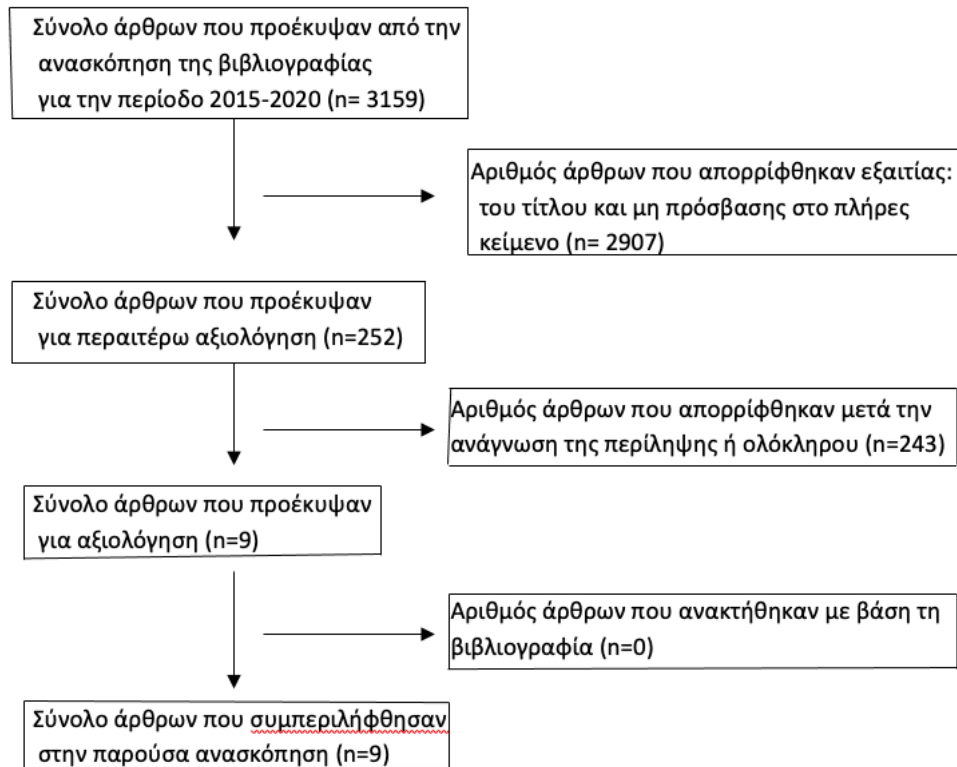 Σύνολο άρθρων που προέκυψαν από την
ανασκόπηση της βιβλιογραφίας
για την περίοδο 2015-2020 (n= 3159)
Αριθμός άρθρων που απορρίφθηκαν εξαιτίας:
του τίτλου και μη πρόσβασης στο πλήρες
κείμενο (n= 2907)
Σύνολο άρθρων που προέκυψαν
για περαιτέρω αξιολόγηση (n=252)
Αριθμός άρθρων που απορρίφθηκαν μετά την
ανάγνωση της περίληψης ή ολόκληρου (n=243)
Σύνολο άρθρων που προέκυψαν
για αξιολόγηση (n=9)
Αριθμός άρθρων που ανακτήθηκαν με βάση τη
βιβλιογραφία (n=0)
Σύνολο άρθρων που συμπεριλήφθησαν
στην παρούσα ανασκόπηση (n=9)